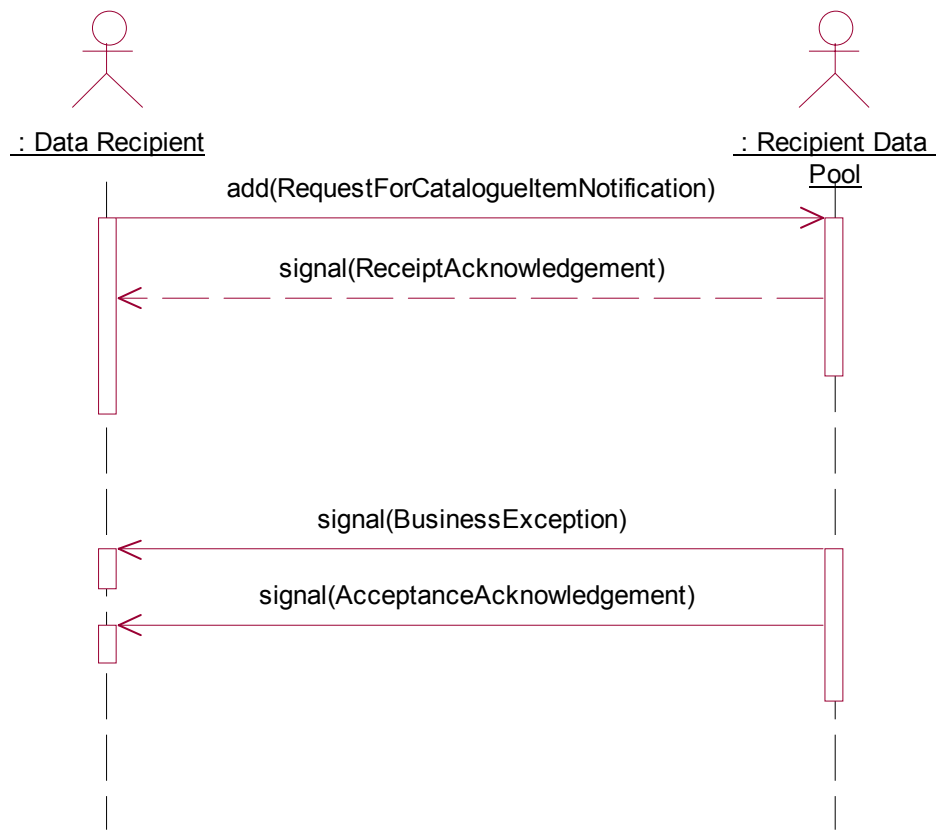 : Data Recipient
: Recipient Data
Pool
add(RequestForCatalogueItemNotification)
signal(ReceiptAcknowledgement)
signal(BusinessException)
signal(AcceptanceAcknowledgement)